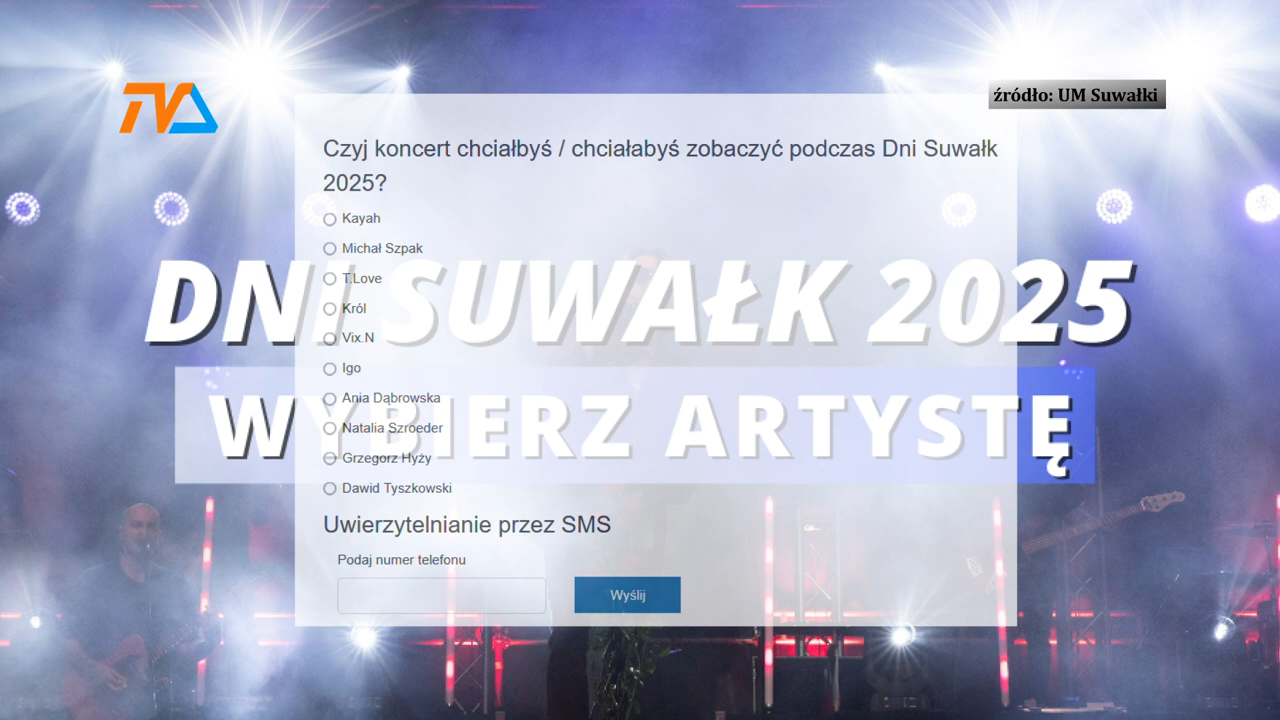 TVS
źródło: UM Suwałki
Czyj koncert chciałbyś / chciałabyś zobaczyć podczas Dni Suwałk
2025?
Kayah
Michał Szpak
T.Love
Król
Vix.N
Igo
Ania Dąbrowska
Natalia Szroeder
Grzegorz Hyży
Dawid Tyszkowski
DNI SUWAŁK 2025
WYBIERZ ARTYSTĘ
Uwierzytelnianie przez SMS
Podaj numer telefonu
Wyślij